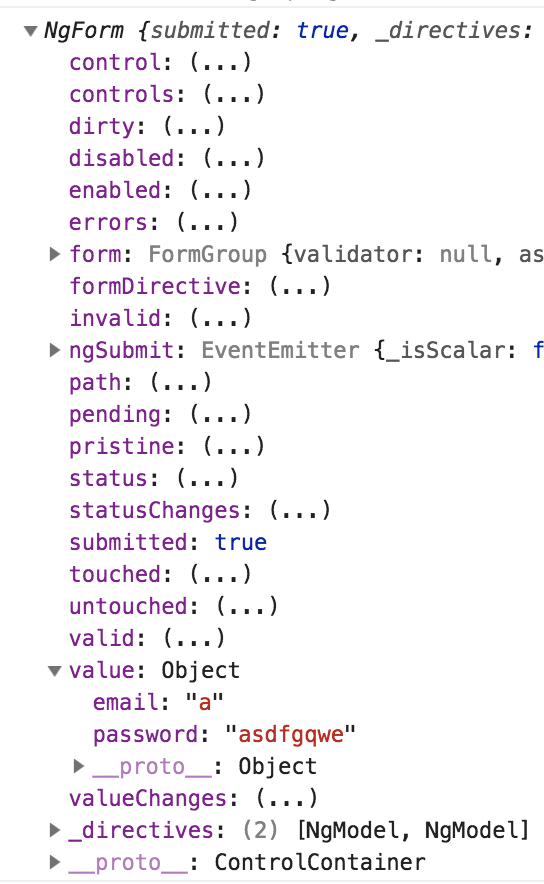 NgForm {submitted: true, _directives:
control: (...)
controls: (...)
dirty: (...)
disabled: (...)
enabled: (...)
errors: (...)
form: FormGroup {validator: null, as
formDirective: (...)
invalid: (...)
ngSubmit: EventEmitter {_isScalar: f
path: (...)
pending: (...)
pristine: (...)
status: (...)
statusChanges: (...)
submitted: true
touched: (...)
untouched: (...)
valid: (...)
value: Object
email: "a"
password: "asdfgqwe"
__proto__: Object
valueChanges: (...)
_directives: (2) [NgModel, NgModel]
__proto__: ControlContainer